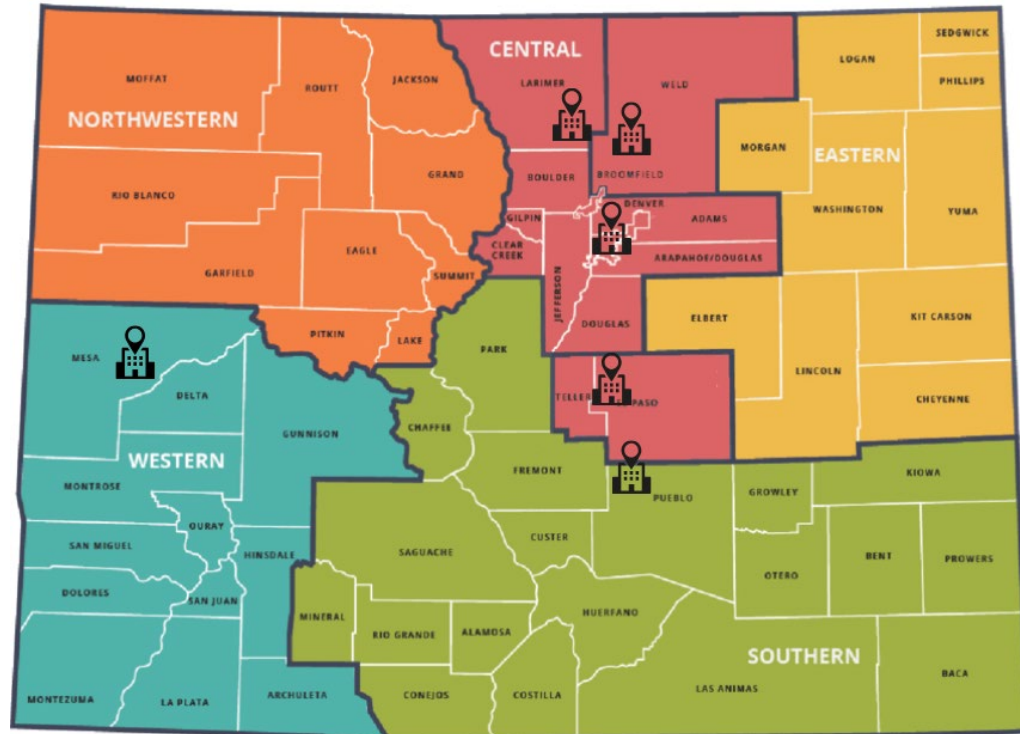 CENTRAL
SEDGWICK
LOGAN
MOFFAT
ROUTT
JACKSON
LARIMER
WELD
PHILLIPS
NORTHWESTERN
MORGAN
EASTERN
GRAND
BOULDER
BROOMFIELD
RIO BLANCO
DENVER
WASHINGTON
YUMA
GILPIN
ADAMS
EAGLE
CLEAR
CREEK
ARAPAHOE/DOUGLAS
GARFIELD
SUMMIT
JEFFERSON
DOUGLAS
ELBERT
KIT CARSON
PITKIN
LAKE
PARK
MESA
LINCOLN
DELTA
TELLER
PASO
CHEYENNE
CHAFFEE
GUNNISON
WESTERN
FREMONT
KIOWA
MONTROSE
PUEBLO
GROWLEY
OURAY
CUSTER
SAN MIGUEL
HINSDALE
SAGUACHE
BENT
PROWERS
OTERO
DOLORES
SAN JUAN
HUERFANO
MINERAL
RIO GRANDE
ALAMOSA
SOUTHERN
BACA
LAS ANIMAS
MONTEZUMA
LA PLATA
ARCHULETA
CONEJOS
COSTILLA